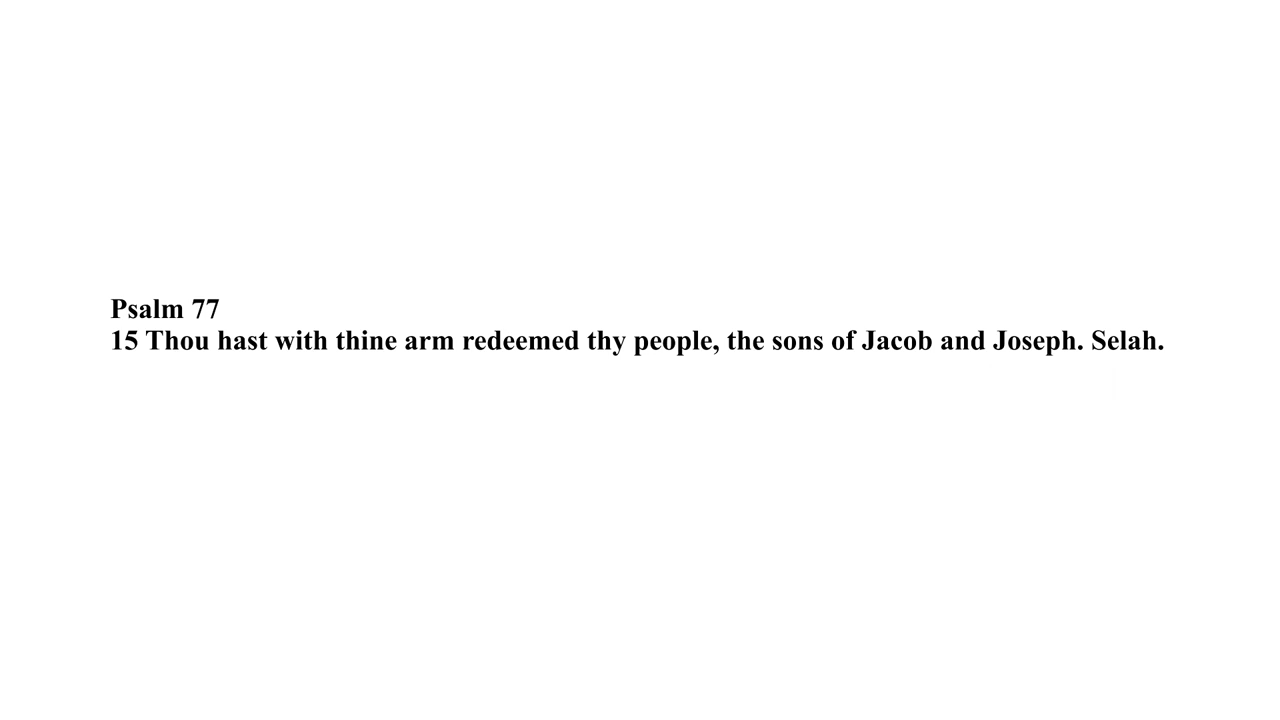 Psalm 77
15 Thou hast with thine arm redeemed thy people, the sons of Jacob and Joseph. Selah.